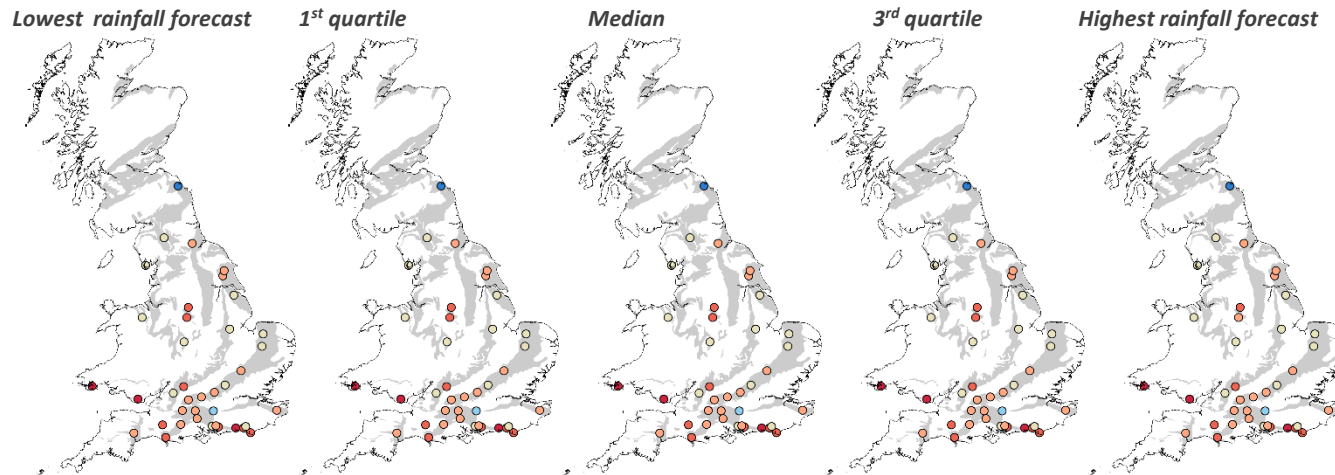 Lowest rainfall forecast
1st quartile
Median
3rd quartile
Highest rainfall forecast